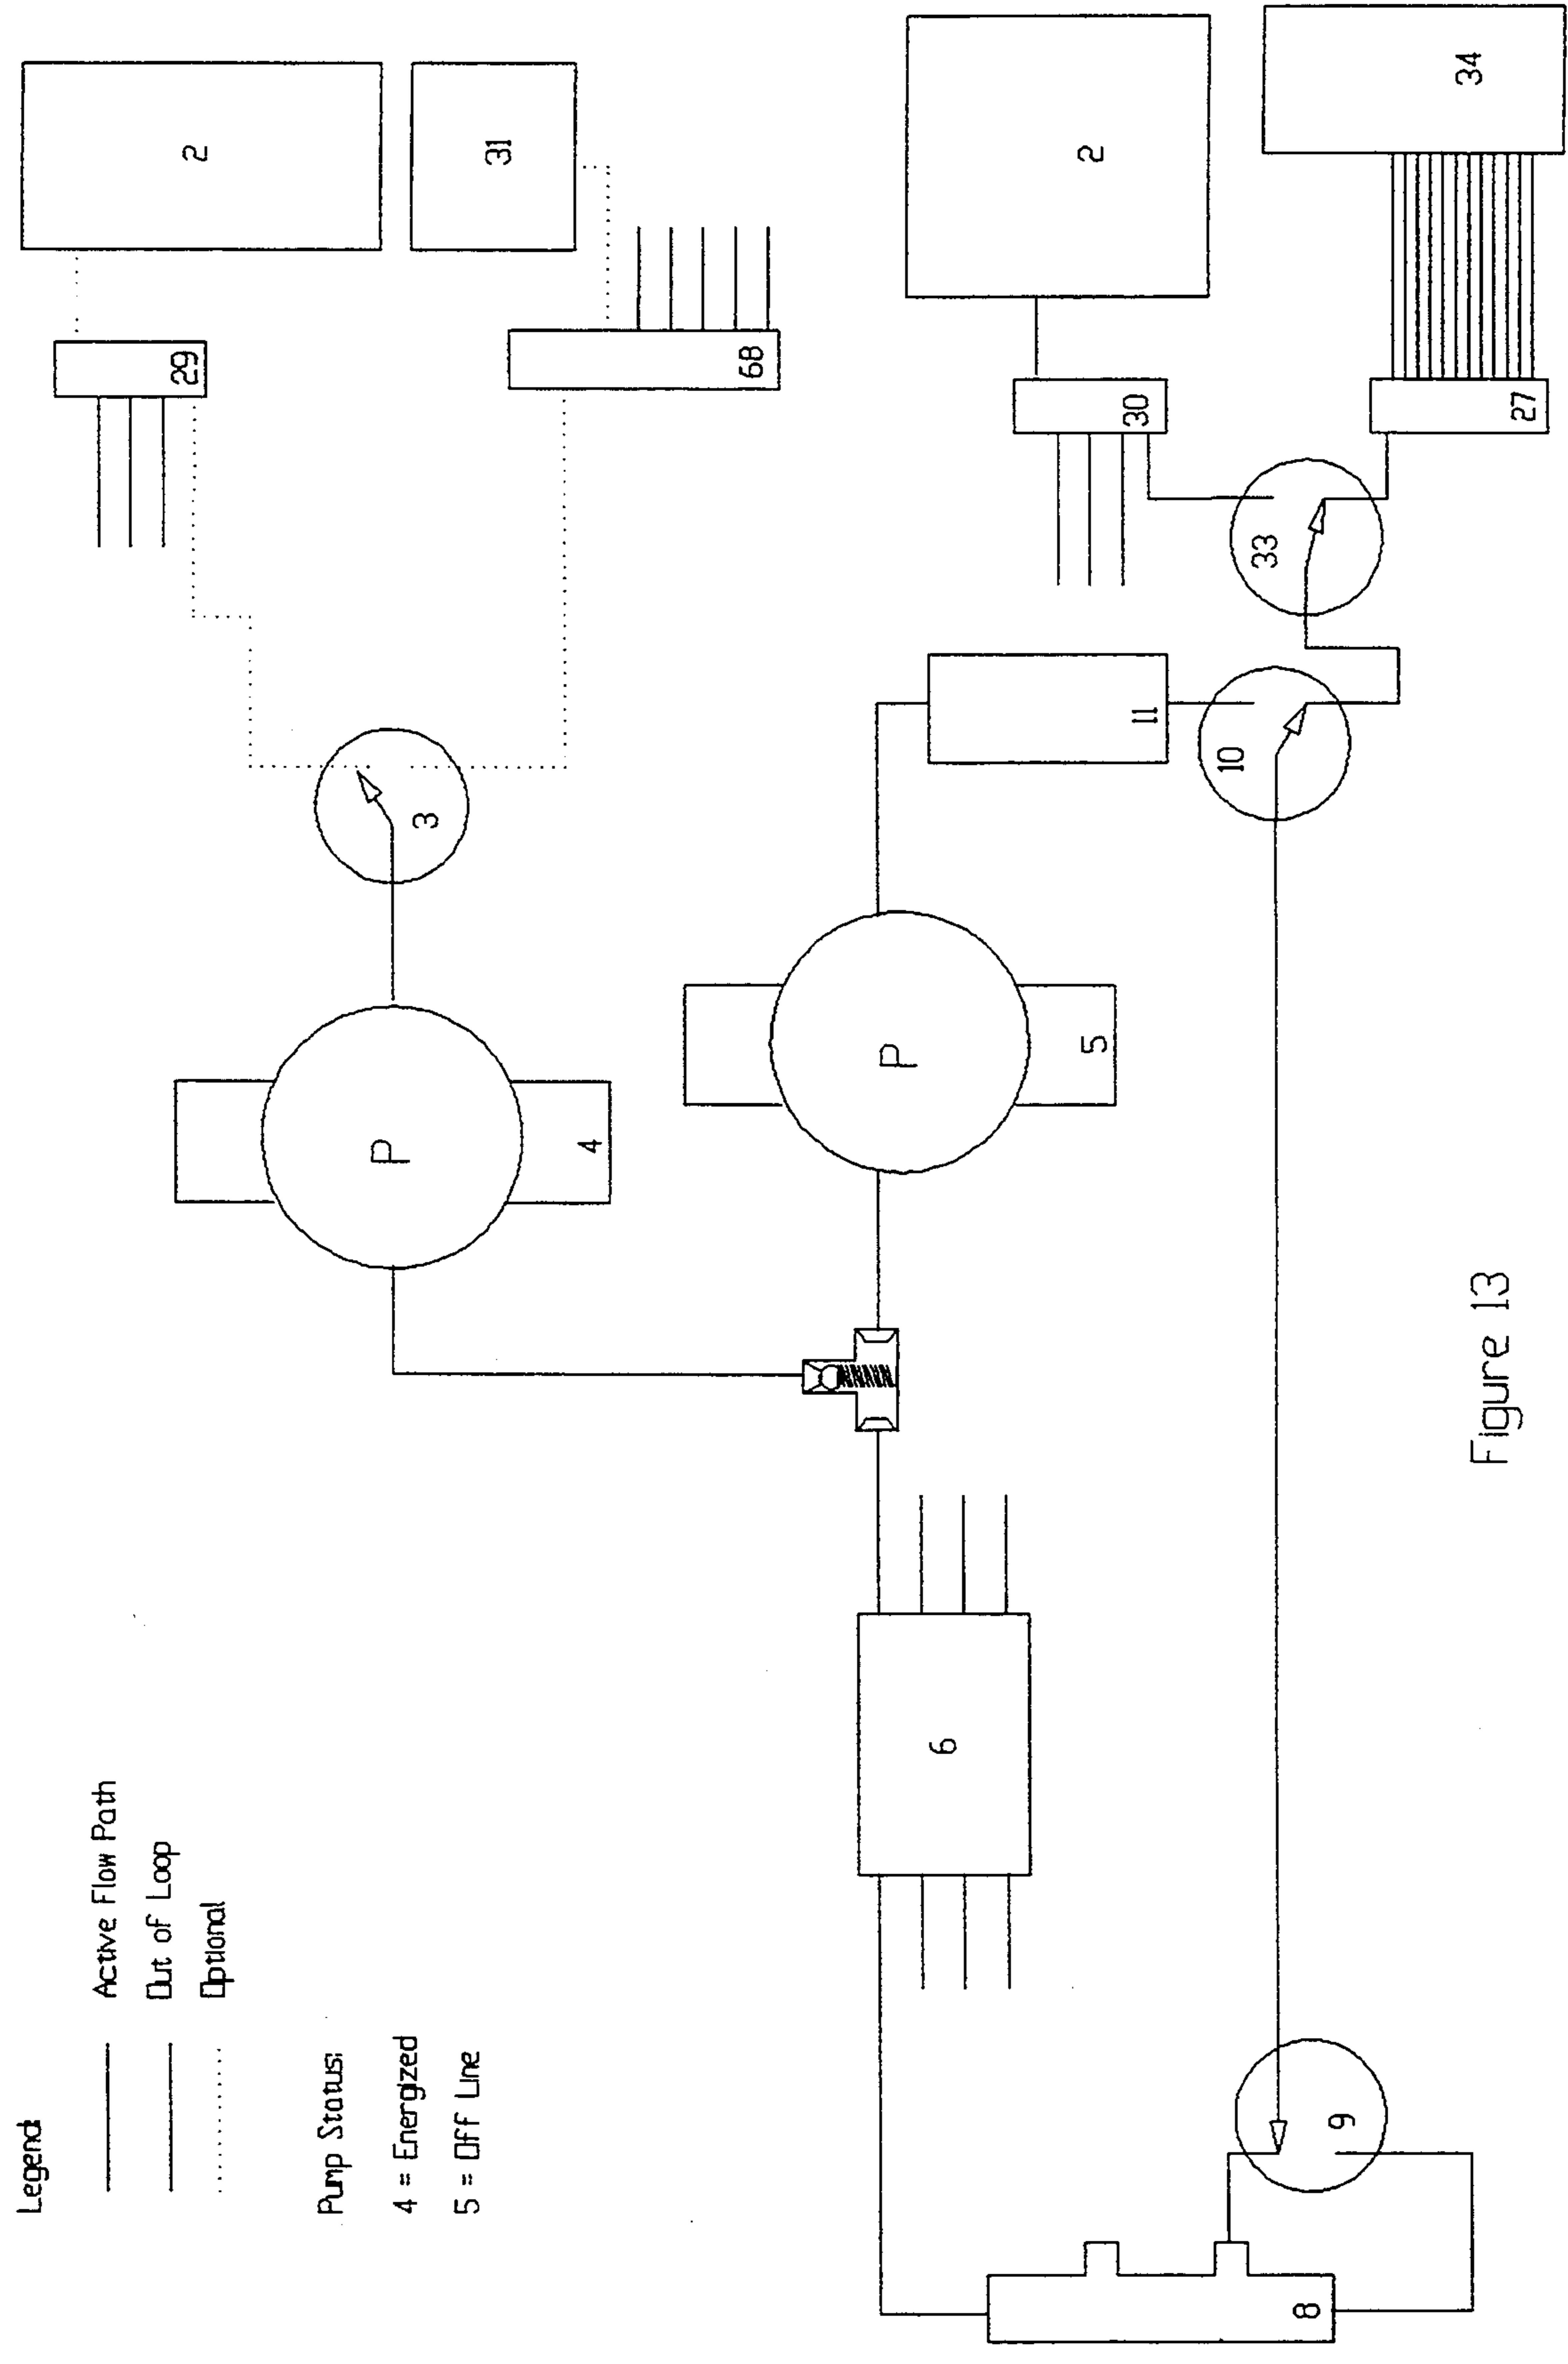 Legend:
Active Flow Path
Out of Loop
Optional
Pump Status:
4 = Energized
5 = Off Line
2
31
29
68
3
P
4
P
5
6
8
9
10
11
33
30
2
27
34
Figure 13